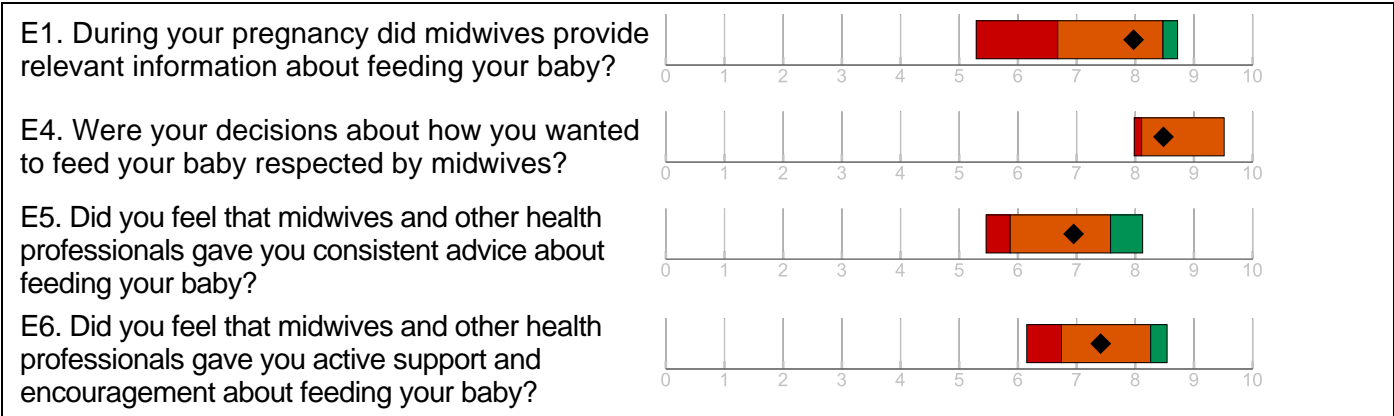 E1. During your pregnancy did midwives provide
relevant information about feeding your baby?
0 1 2 3 4 5 6 7 8 9 10
E4. Were your decisions about how you wanted
to feed your baby respected by midwives?
0 1 2 3 4 5 6 7 8 9 10
E5. Did you feel that midwives and other health
professionals gave you consistent advice about
feeding your baby?
0 1 2 3 4 5 6 7 8 9 10
E6. Did you feel that midwives and other health
professionals gave you active support and
encouragement about feeding your baby?
0 1 2 3 4 5 6 7 8 9 10